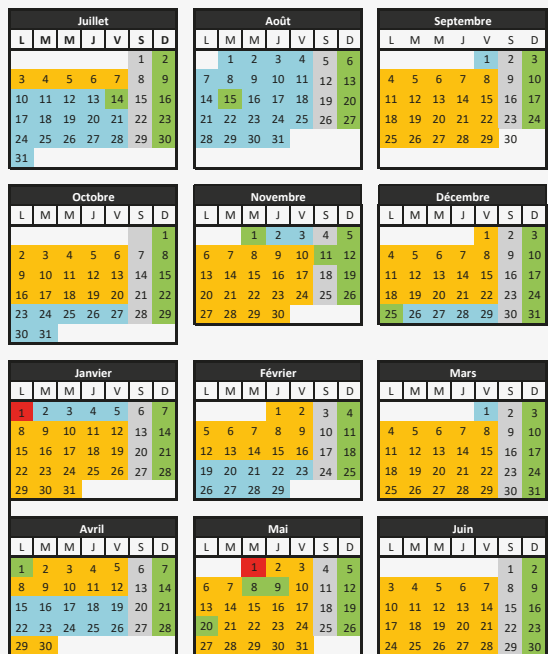 Juillet
L M M J V S D
1 2
3 4 5 6 7 8 9
10 11 12 13 14 15 16
17 18 19 20 21 22 23
24 25 26 27 28 29 30
31
Août
L M M J V S D
1 2 3 4 5 6
7 8 9 10 11 12 13
14 15 16 17 18 19 20
21 22 23 24 25 26 27
28 29 30 31
Septembre
L M M J V S D
1 2 3
4 5 6 7 8 9 10
11 12 13 14 15 16 17
18 19 20 21 22 23 24
25 26 27 28 29 30
Octobre
L M M J V S D
1
2 3 4 5 6 7 8
9 10 11 12 13 14 15
16 17 18 19 20 21 22
23 24 25 26 27 28 29
30 31
Novembre
L M M J V S D
1 2 3 4 5
6 7 8 9 10 11 12
13 14 15 16 17 18 19
20 21 22 23 24 25 26
27 28 29 30
Décembre
L M M J V S D
1 2 3
4 5 6 7 8 9 10
11 12 13 14 15 16 17
18 19 20 21 22 23 24
25 26 27 28 29 30 31
Janvier
L M M J V S D
1 2 3 4 5 6 7
8 9 10 11 12 13 14
15 16 17 18 19 20 21
22 23 24 25 26 27 28
29 30 31
Février
L M M J V S D
1 2 3 4
5 6 7 8 9 10 11
12 13 14 15 16 17 18
19 20 21 22 23 24 25
26 27 28 29
Mars
L M M J V S D
1 2 3
4 5 6 7 8 9 10
11 12 13 14 15 16 17
18 19 20 21 22 23 24
25 26 27 28 29 30 31
Avril
L M M J V S D
1 2 3 4 5 6 7
8 9 10 11 12 13 14
15 16 17 18 19 20 21
22 23 24 25 26 27 28
29 30
Mai
L M M J V S D
1 2 3 4 5
6 7 8 9 10 11 12
13 14 15 16 17 18 19
20 21 22 23 24 25 26
27 28 29 30 31
Juin
L M M J V S D
1 2
3 4 5 6 7 8 9
10 11 12 13 14 15 16
17 18 19 20 21 22 23
24 25 26 27 28 29 30